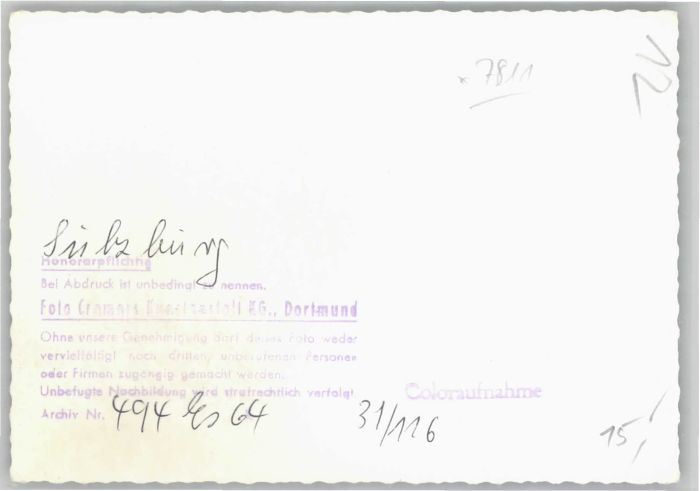 * 7811
12
Sulzburg
Honorarpflichtig
Bei Abdruck ist unbedingt zu nennen.
Foto Cramers Kunstanstalt KG., Dortmund
Ohne unsere Genehmigung darf dieses Foto weder
vervielfältigt noch dritten, unberufenen Personen
oder Firmen zugängig gemacht werden.
Unbefugte Nachbildung wird strafrechtlich verfolgt.
Coloraufnahme
Archiv Nr. 494 64
31/116
15,-